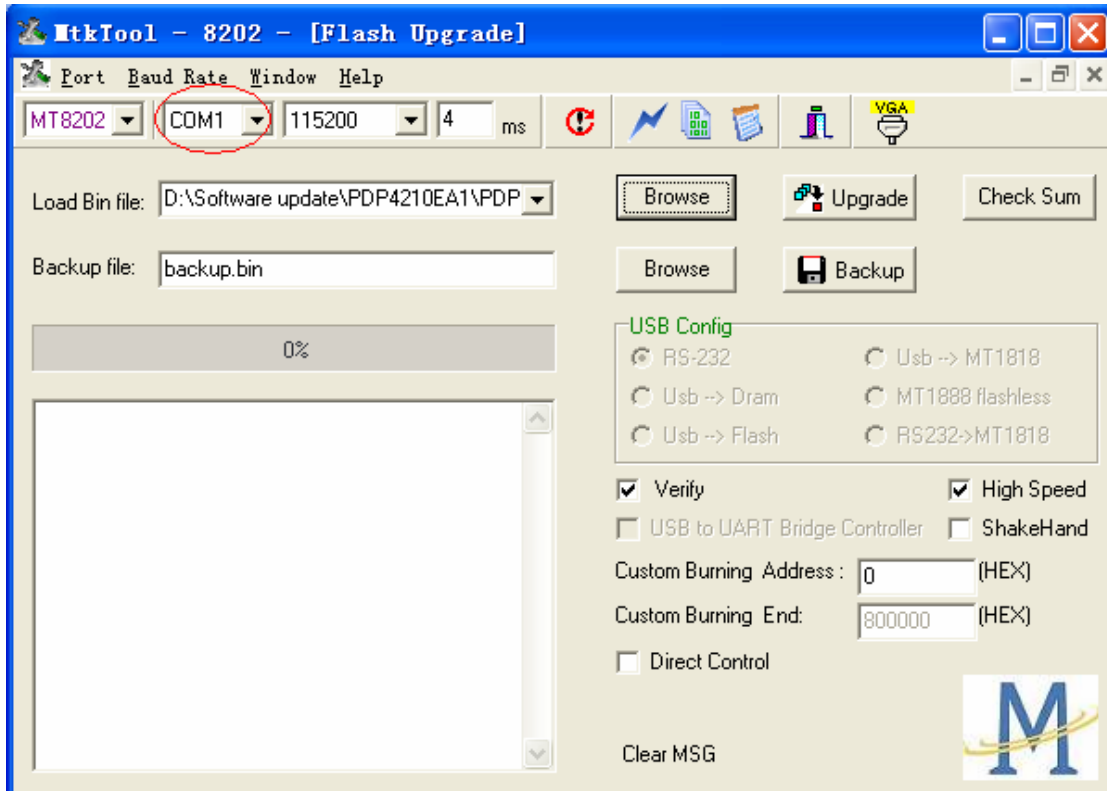 MtkTool - 8202 - [Flash Upgrade]
Port Baud Rate Window Help
MT8202 COM1 115200 4 ms VGA
Load Bin file: D:\Software update\PDP4210EA1\PDP Browse Upgrade Check Sum
Backup file: backup.bin Browse Backup
USB Config
0%
RS-232 Usb --> MT1818
Usb --> Dram MT1888 flashless
Usb --> Flash RS232->MT1818
Verify High Speed
USB to UART Bridge Controller ShakeHand
Custom Burning Address : 0 (HEX)
Custom Burning End: 800000 (HEX)
Direct Control
Clear MSG
M